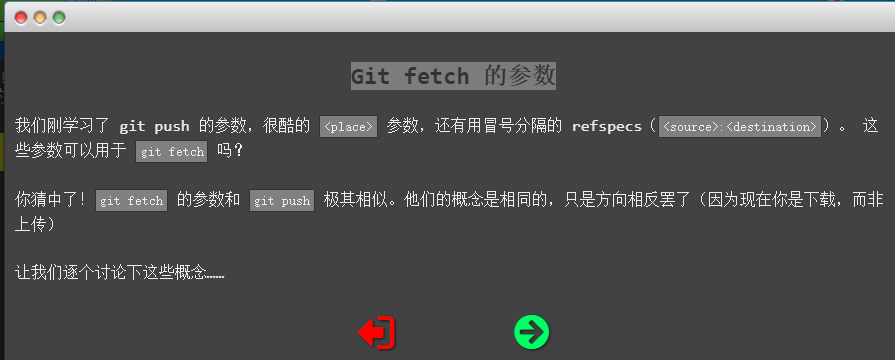 Git fetch 的参数
我们刚学习了 git push 的参数，很酷的 <place> 参数，还有用冒号分隔的 refspecs（<source>:<destination>）。 这
些参数可以用于 git fetch 吗？
你猜中了！git fetch 的参数和 git push 极其相似。他们的概念是相同的，只是方向相反罢了（因为现在你是下载，而非
上传）
让我们逐个讨论下这些概念……